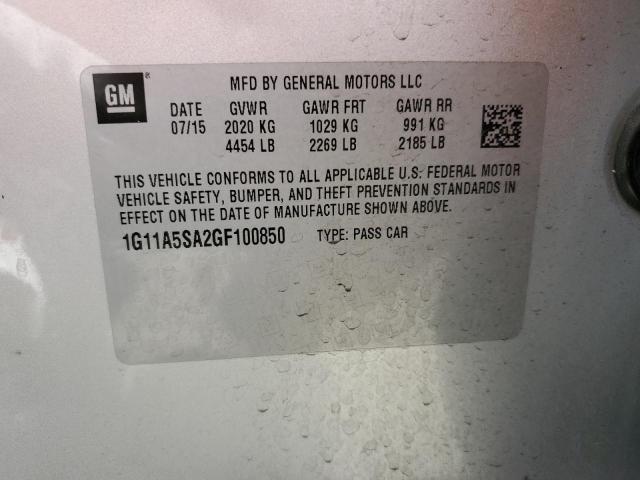 GM®
MFD BY GENERAL MOTORS LLC
DATE GVWR GAWR FRT GAWR RR
07/15 2020 KG 1029 KG 991 KG
4454 LB 2269 LB 2185 LB
THIS VEHICLE CONFORMS TO ALL APPLICABLE U.S. FEDERAL MOTOR
VEHICLE SAFETY, BUMPER, AND THEFT PREVENTION STANDARDS IN
EFFECT ON THE DATE OF MANUFACTURE SHOWN ABOVE.
1G11A5SA2GF100850 TYPE: PASS CAR